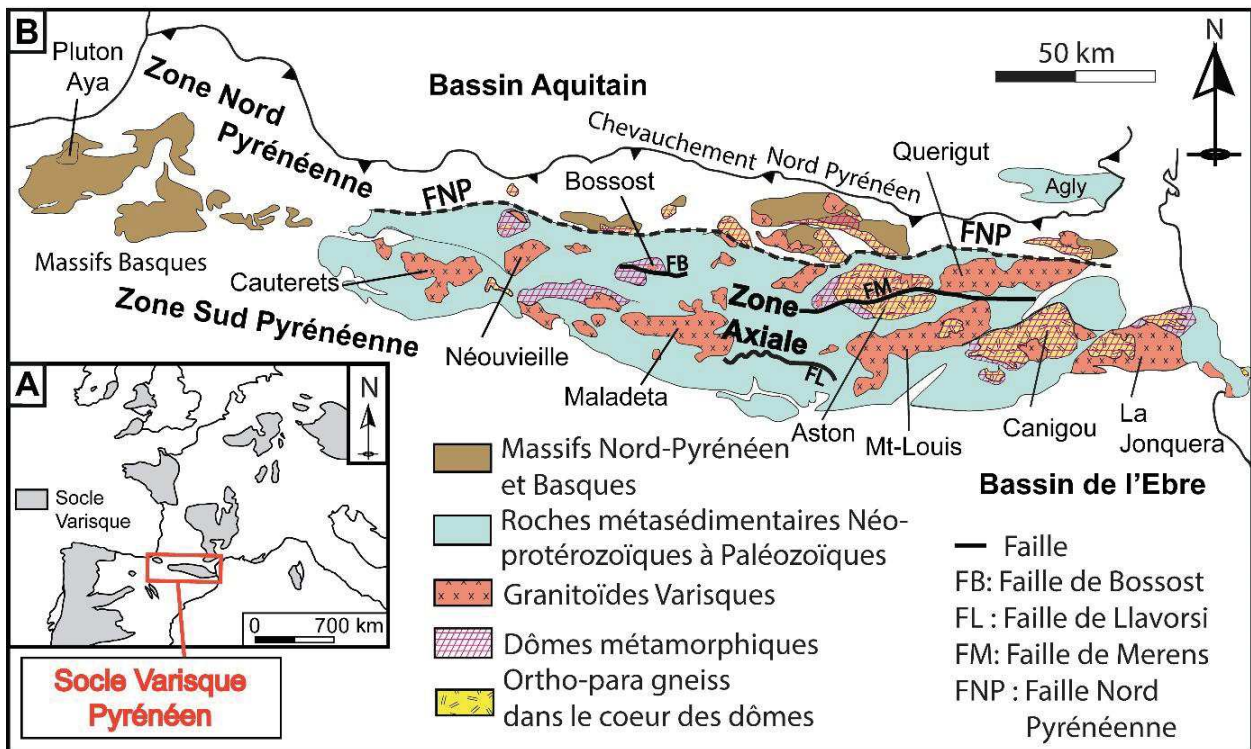 B
Pluton
Aya
Zone Nord
Pyrénéenne
Bassin Aquitain
50 km
N
Chevauchement Nord Pyrénéen
Querigut
Agly
FNP
Bossost
FNP
Massifs Basques
Cauterets
FB
FM
Zone Sud Pyrénéenne
Zone
Axiale
Néouvieille
FL
Maladeta
Aston
Mt-Louis
Canigou
La
Jonquera
Bassin de l'Ebre
A
N
Socle
Varisque
0 700 km
Socle Varisque
Pyrénéen
Massifs Nord-Pyrénéen
et Basques
Roches métasédimentaires Néo-
protérozoïques à Paléozoïques
Granitoïdes Varisques
Dômes métamorphiques
Ortho-para gneiss
dans le coeur des dômes
Faille
FB: Faille de Bossost
FL : Faille de Llavorsi
FM: Faille de Merens
FNP : Faille Nord
Pyrénéenne